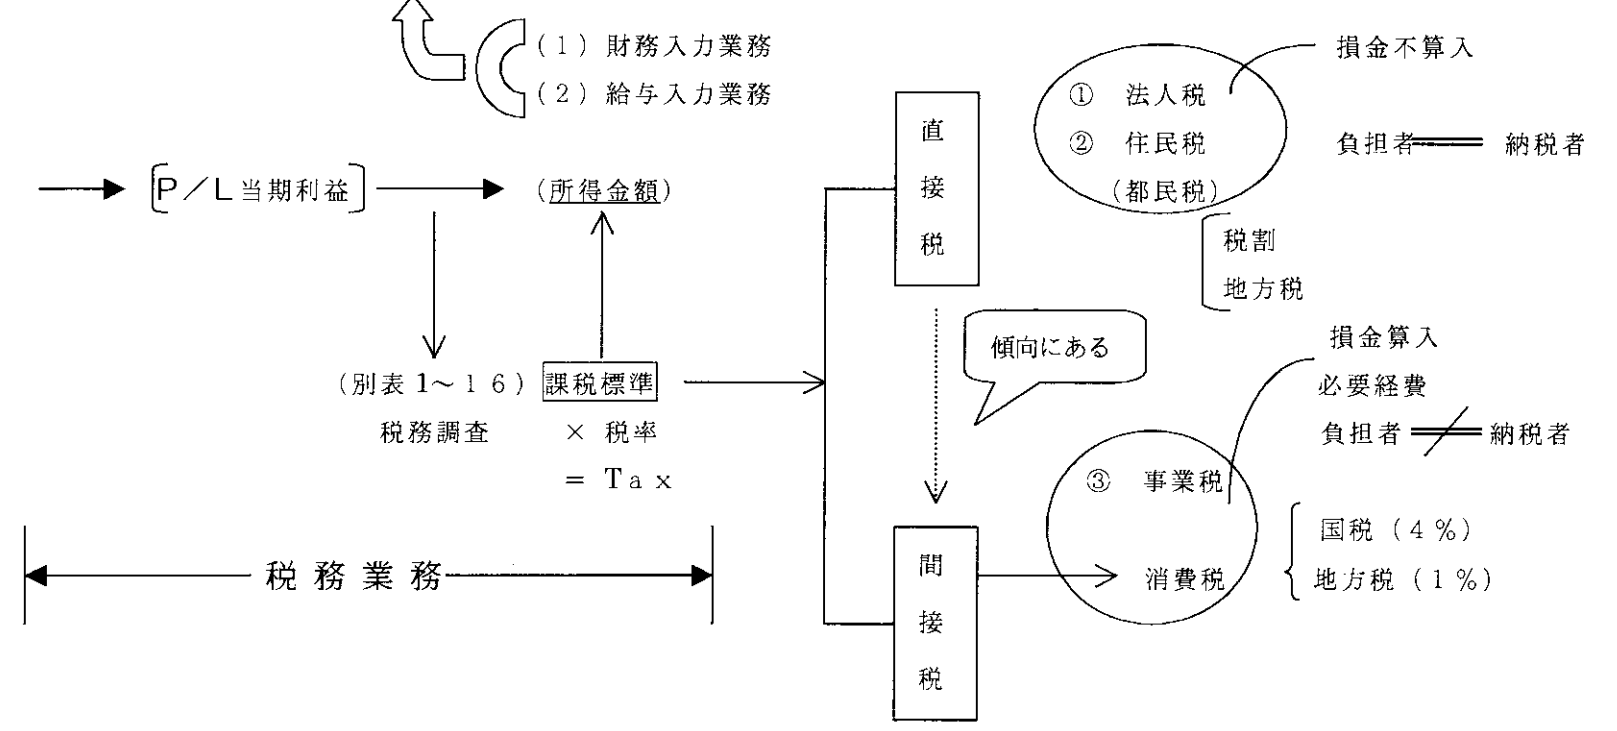 (1) 財務入力業務
(2) 給与入力業務
P/L当期利益
(所得金額)
(別表1～16)
税務調査
課税標準
× 税率
= Tax
税務業務
直接税
間接税
傾向にある
損金不算入
① 法人税
② 住民税
(都民税)
負担者 ＝ 納税者
税割
地方税
損金算入
必要経費
負担者 ≠ 納税者
③ 事業税
消費税
国税(4%)
地方税(1%)